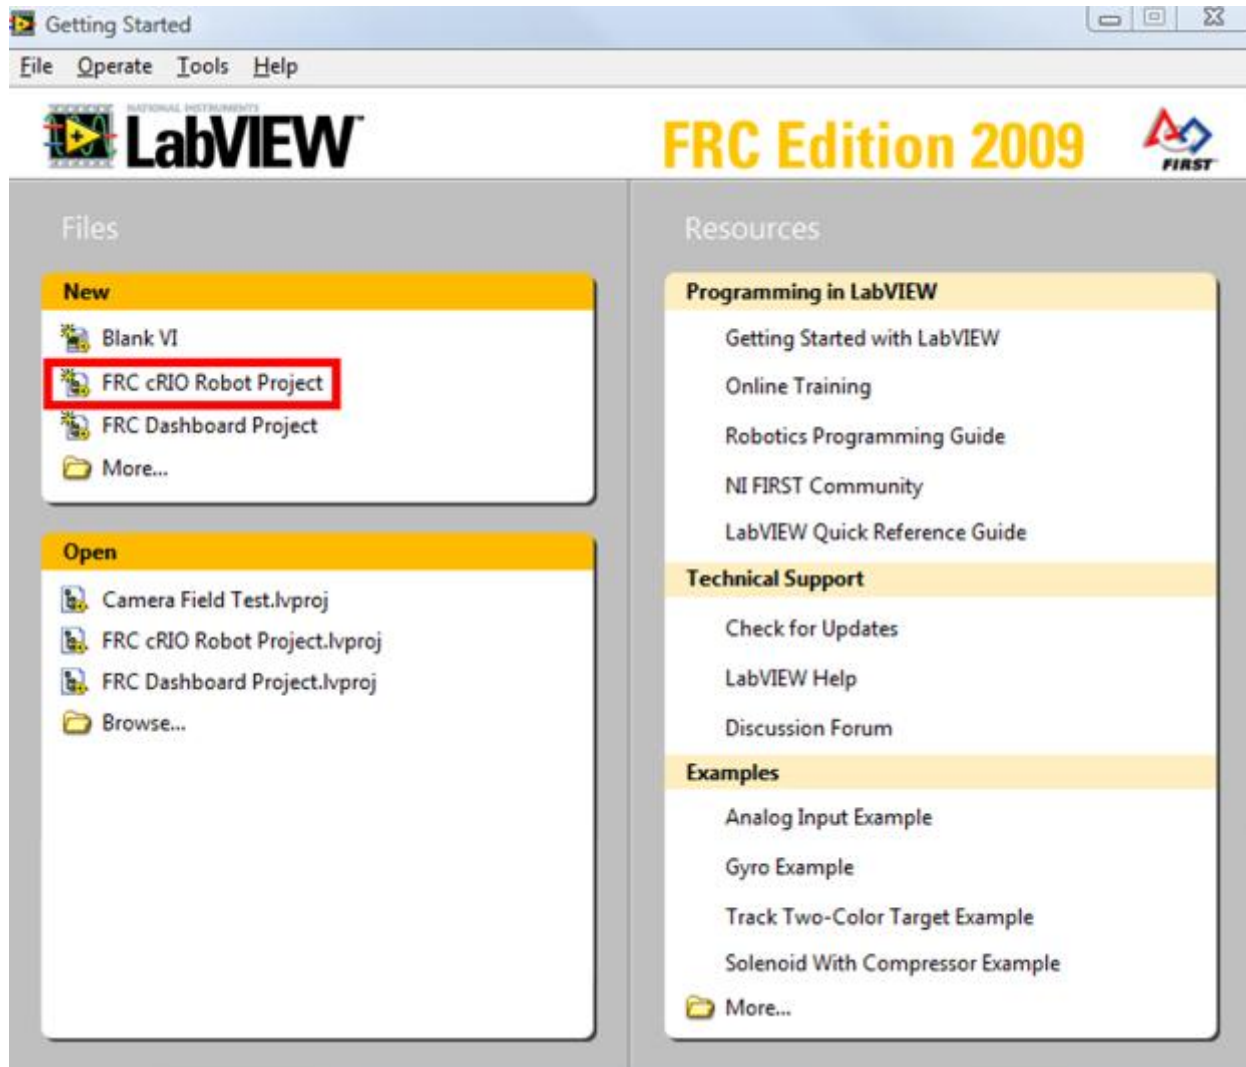 Getting Started
File Operate Tools Help
NATIONAL INSTRUMENTS
LabVIEW
FRC Edition 2009
FIRST
Files
New
Blank VI
FRC cRIO Robot Project
FRC Dashboard Project
More...
Open
Camera Field Test.lvproj
FRC cRIO Robot Project.lvproj
FRC Dashboard Project.lvproj
Browse...
Resources
Programming in LabVIEW
Getting Started with LabVIEW
Online Training
Robotics Programming Guide
NI FIRST Community
LabVIEW Quick Reference Guide
Technical Support
Check for Updates
LabVIEW Help
Discussion Forum
Examples
Analog Input Example
Gyro Example
Track Two-Color Target Example
Solenoid With Compressor Example
More...